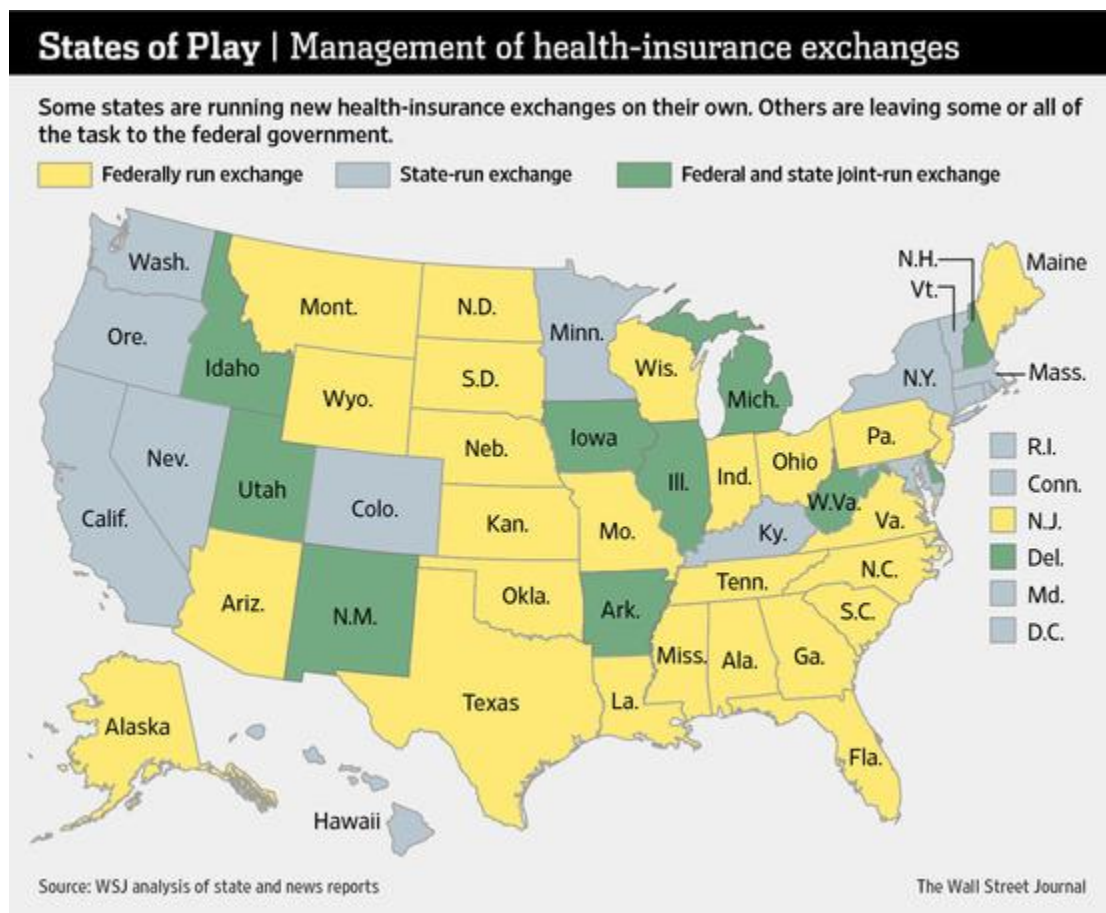 States of Play | Management of health-insurance exchanges
Some states are running new health-insurance exchanges on their own. Others are leaving some or all of
the task to the federal government.
Federally run exchange State-run exchange Federal and state joint-run exchange
Wash.
Ore.
Idaho
Mont.
Wyo.
N.D.
S.D.
Neb.
Minn.
Wis.
Mich.
Iowa
Ill.
Ind.
Ohio
Pa.
N.Y.
N.H.
Vt.
Maine
Mass.
R.I.
Conn.
N.J.
Del.
Md.
D.C.
Calif.
Nev.
Utah
Colo.
Kan.
Mo.
Ky.
W.Va.
Va.
Ariz.
N.M.
Okla.
Ark.
Tenn.
N.C.
S.C.
Texas
La.
Miss.
Ala.
Ga.
Fla.
Alaska
Hawaii
Source: WSJ analysis of state and news reports
The Wall Street Journal